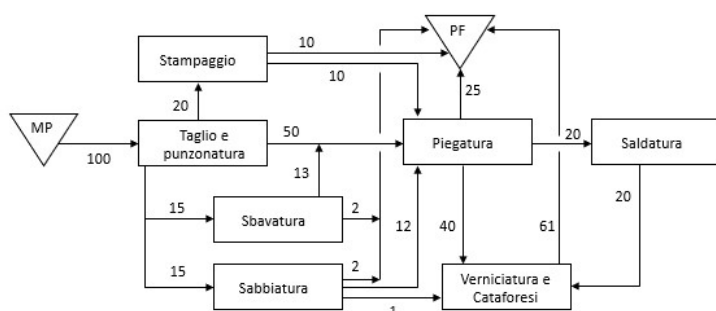 10
PF
Stampaggio
10
25
20
MP
100
Taglio e
punzonatura
50
Piegatura
20
Saldatura
13
15
Sbavatura
2
12
40
61
20
15
Sabbiatura
2
1
Verniciatura e
Cataforesi